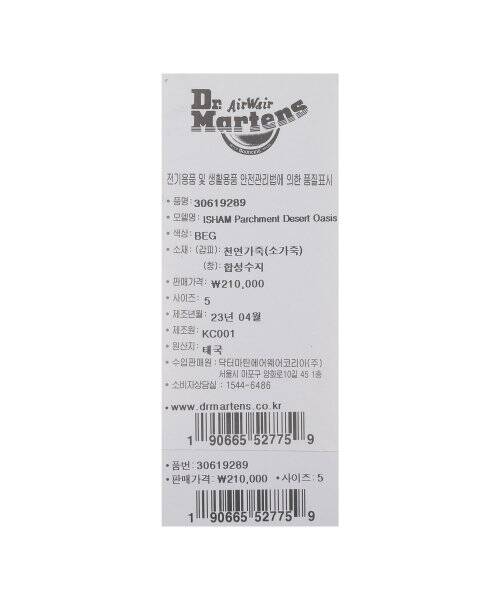 Dr. AirWair
Martens
전기용품 및 생활용품 안전관리법에 의한 품질표시
• 품명: 30619289
• 모델명: ISHAM Parchment Desert Oasis
• 색상: BEG
• 소재: (갑피): 천연가죽(소가죽)
(창): 합성수지
• 판매가격: ₩210,000
• 사이즈: 5
• 제조년월: 23년 04월
• 제조원: KC001
• 원산지: 태국
• 수입판매원: 닥터마틴에어웨어코리아(주)
서울시 마포구 양화로10길 45 1층
• 소비자상담실: 1544-6486
• www.drmartens.co.kr
1 90665 52775 9
• 품번: 30619289
• 판매가격: ₩210,000 • 사이즈: 5
1 90665 52775 9